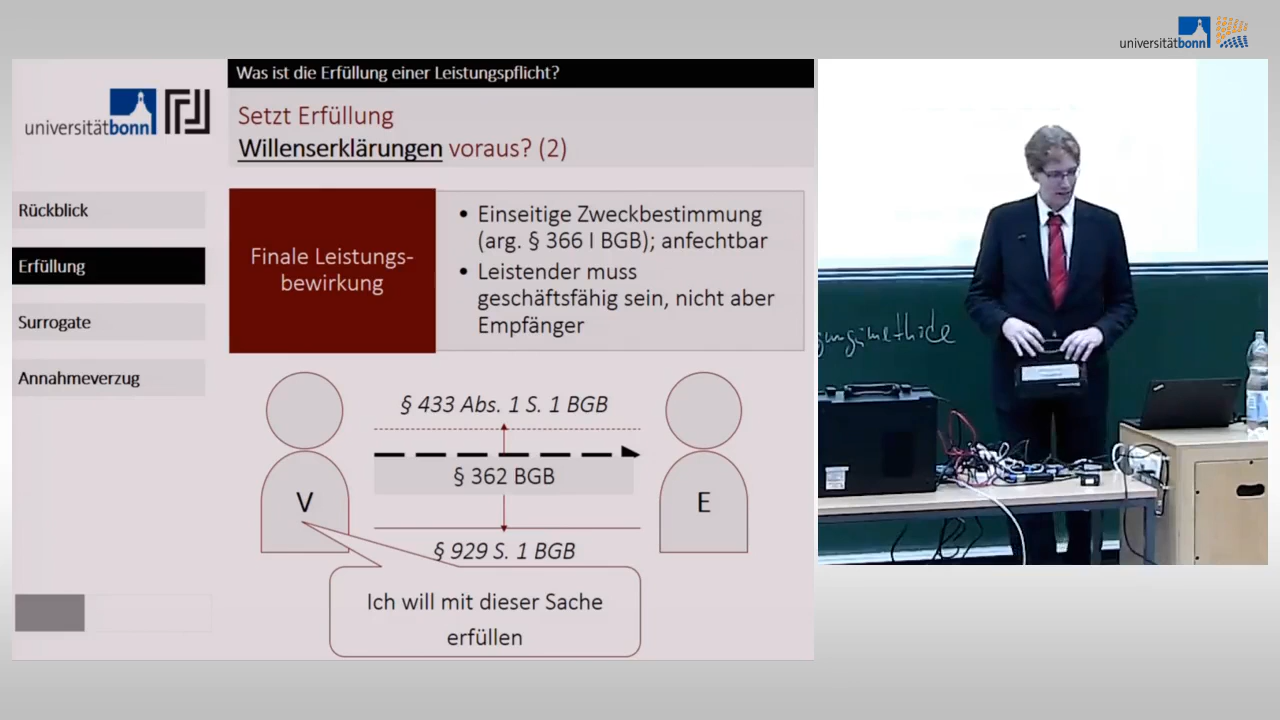 universitätbonn
Was ist die Erfüllung einer Leistungspflicht?
universitätbonn
Setzt Erfüllung
Willenserklärungen voraus? (2)
Rückblick
Erfüllung
Surrogate
Annahmeverzug
Finale Leistungs-
bewirkung
• Einseitige Zweckbestimmung
(arg. § 366 I BGB); anfechtbar
• Leistender muss
geschäftsfähig sein, nicht aber
Empfänger
§ 433 Abs. 1 S. 1 BGB
§ 362 BGB
V
E
§ 929 S. 1 BGB
Ich will mit dieser Sache
erfüllen